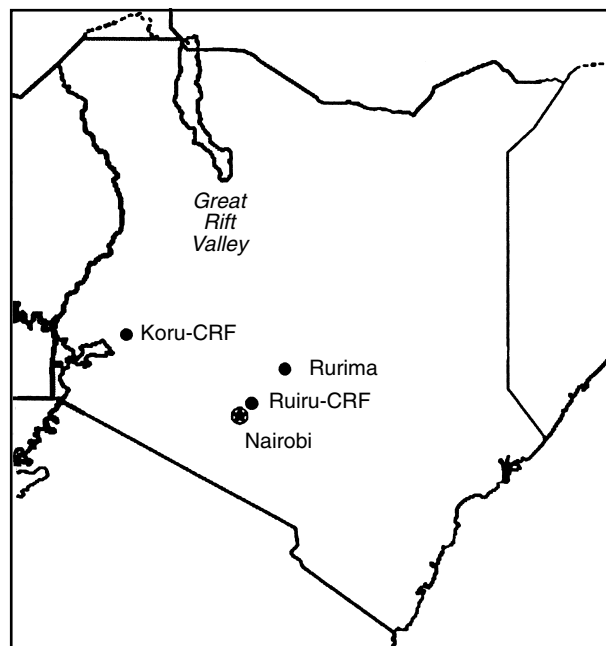 Great
Rift
Valley
Koru-CRF
Rurima
Ruiru-CRF
Nairobi